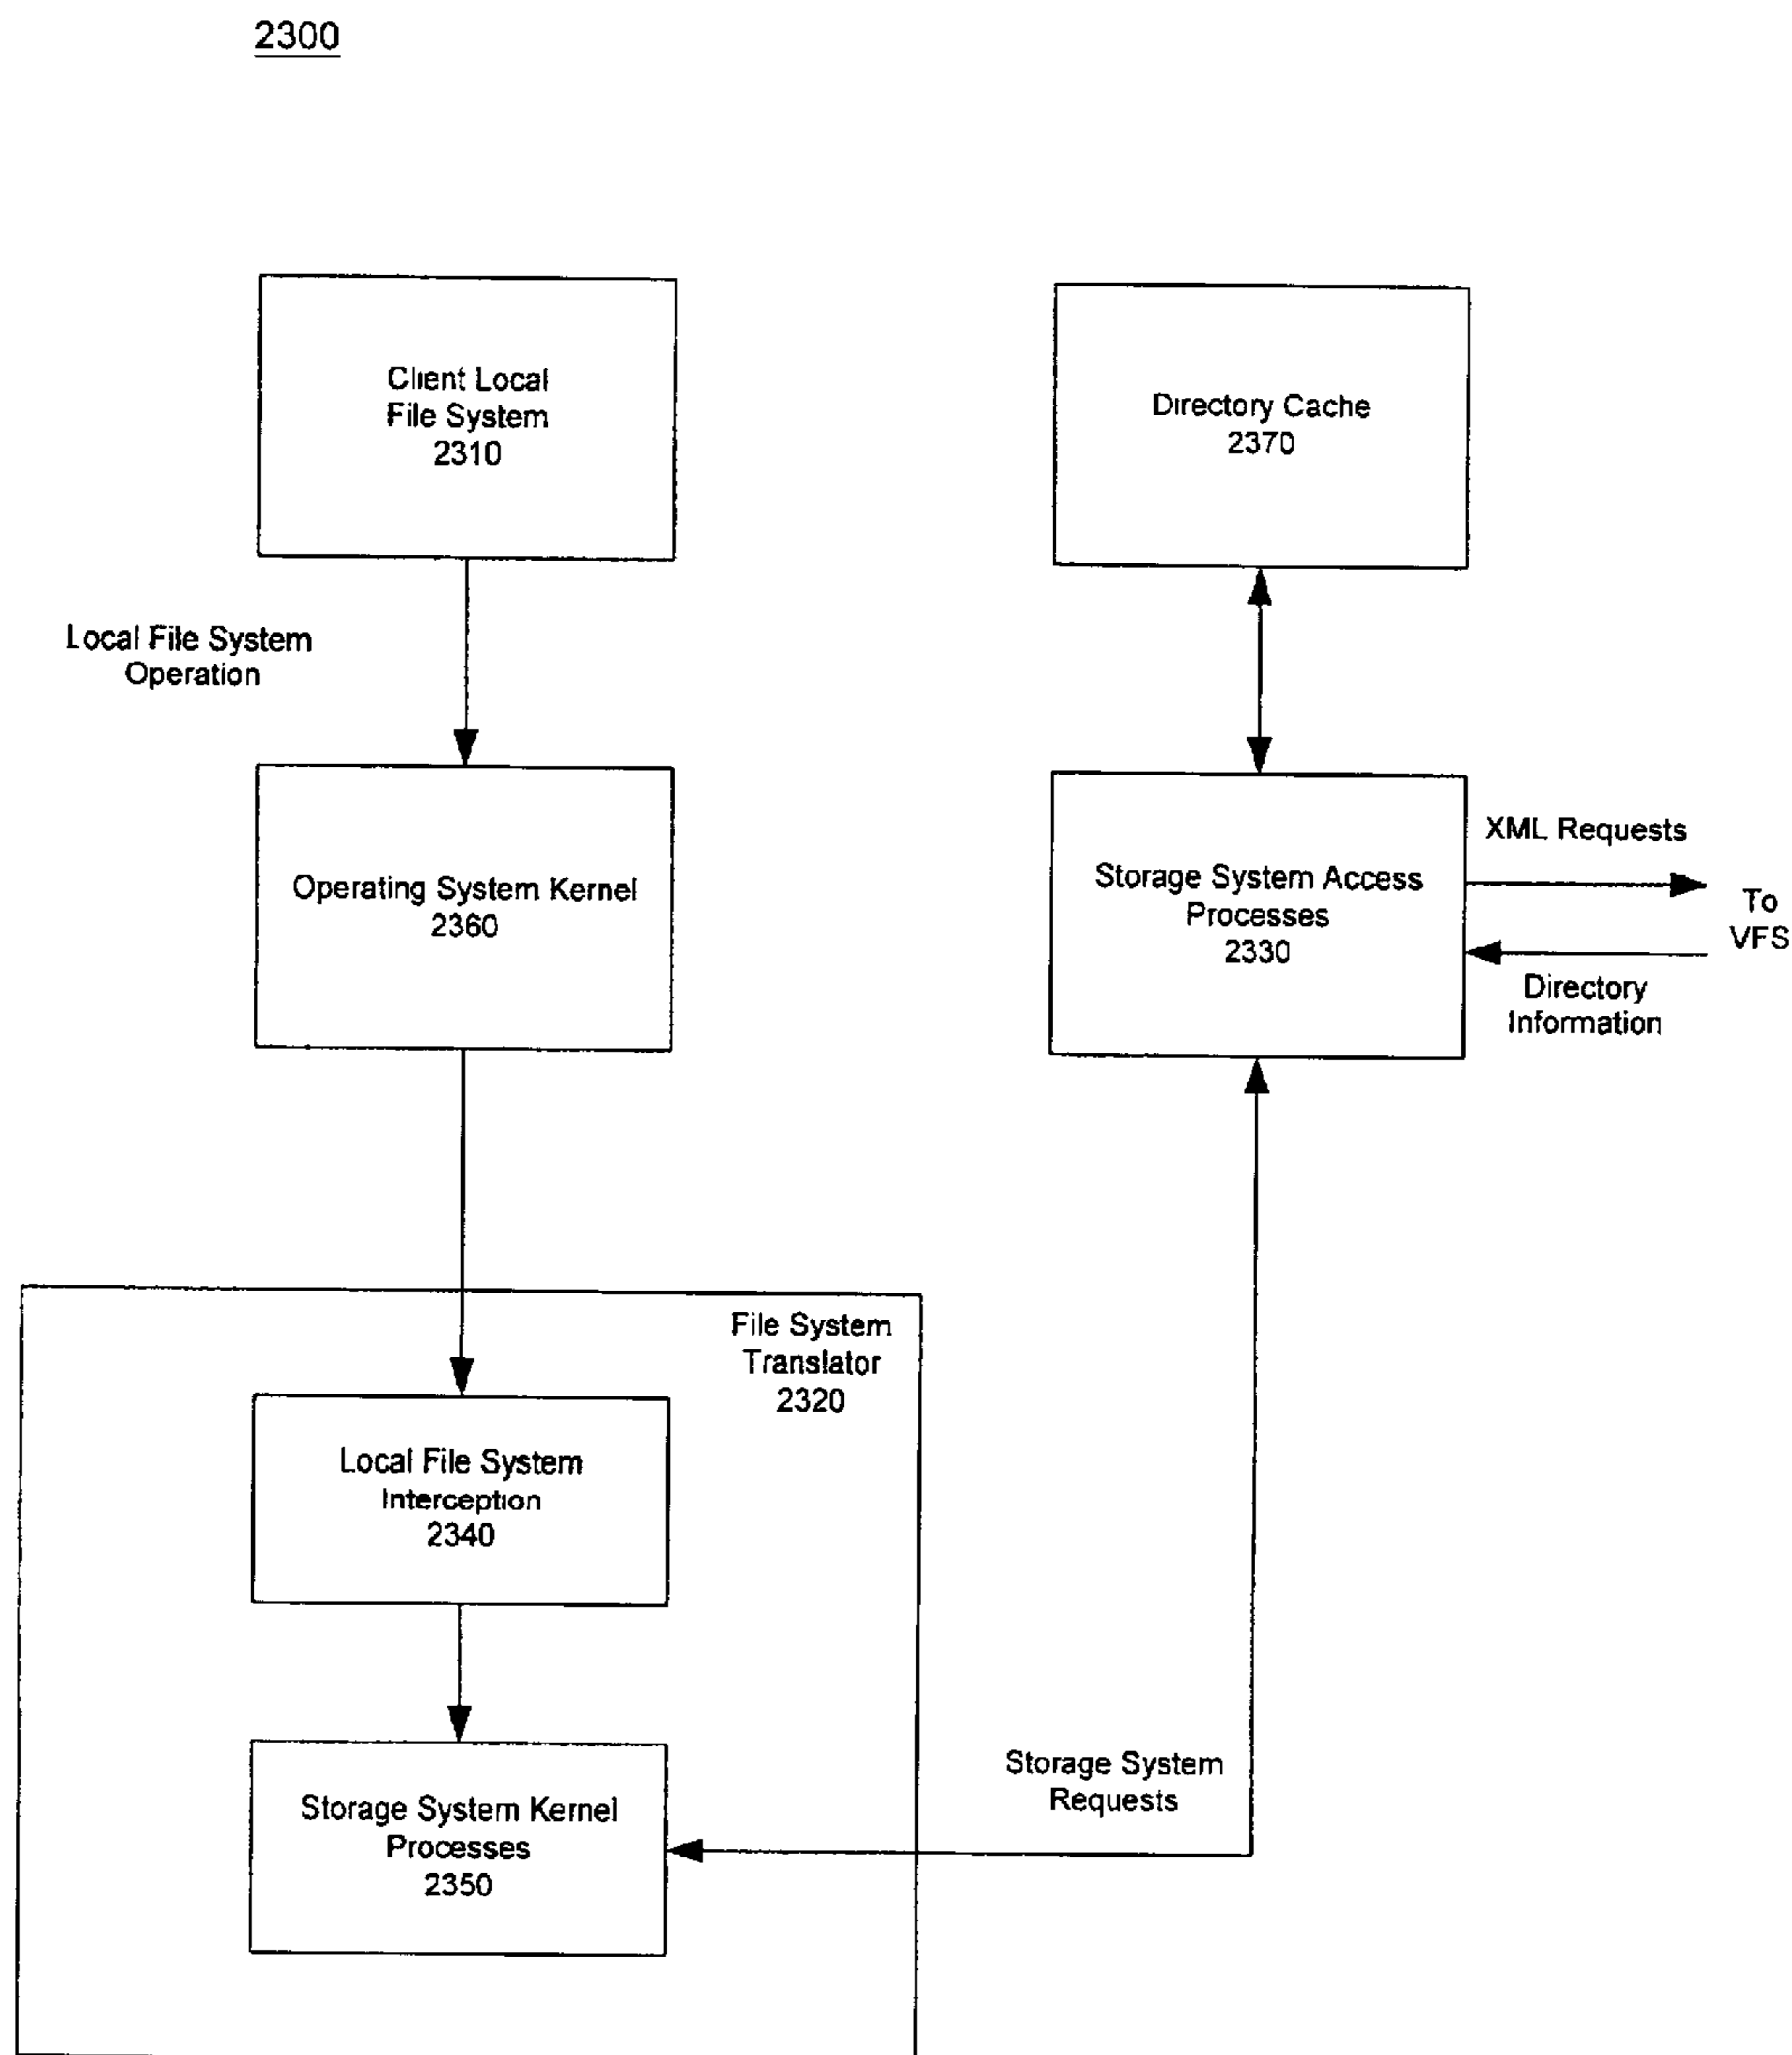 2300
Client Local
File System
2310
Directory Cache
2370
Local File System
Operation
Operating System Kernel
2360
Storage System Access
Processes
2330
XML Requests
To
VFS
Directory
Information
File System
Translator
2320
Local File System
Interception
2340
Storage System Kernel
Processes
2350
Storage System
Requests